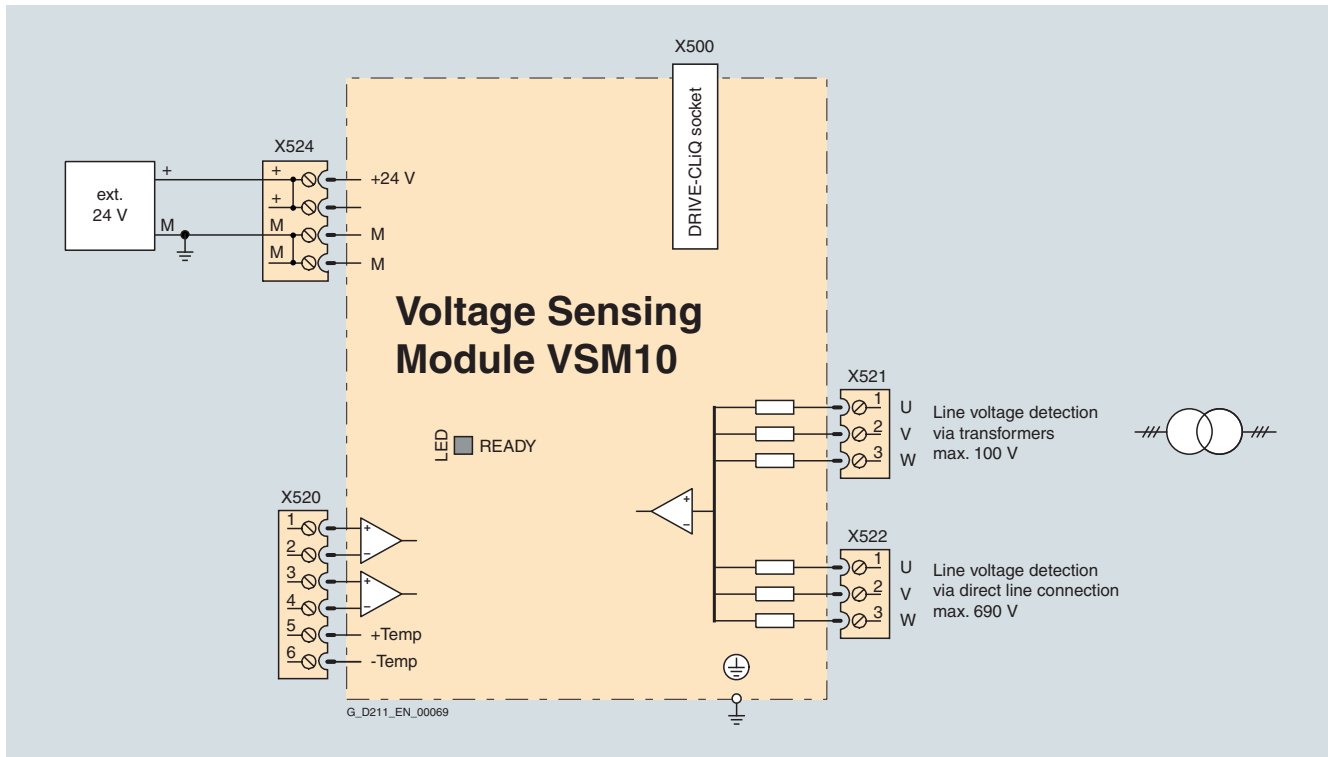 X500
DRIVE-CLiQ socket
X524
ext.
24 V
+
M
+
+
M
M
+24 V
M
M
Voltage Sensing
Module VSM10
LED
READY
X521
1
2
3
U
V
W
Line voltage detection
via transformers
max. 100 V
X520
1
2
3
4
5
6
+
−
+
−
+Temp
-Temp
+
−
X522
1
2
3
U
V
W
Line voltage detection
via direct line connection
max. 690 V
G_D211_EN_00069